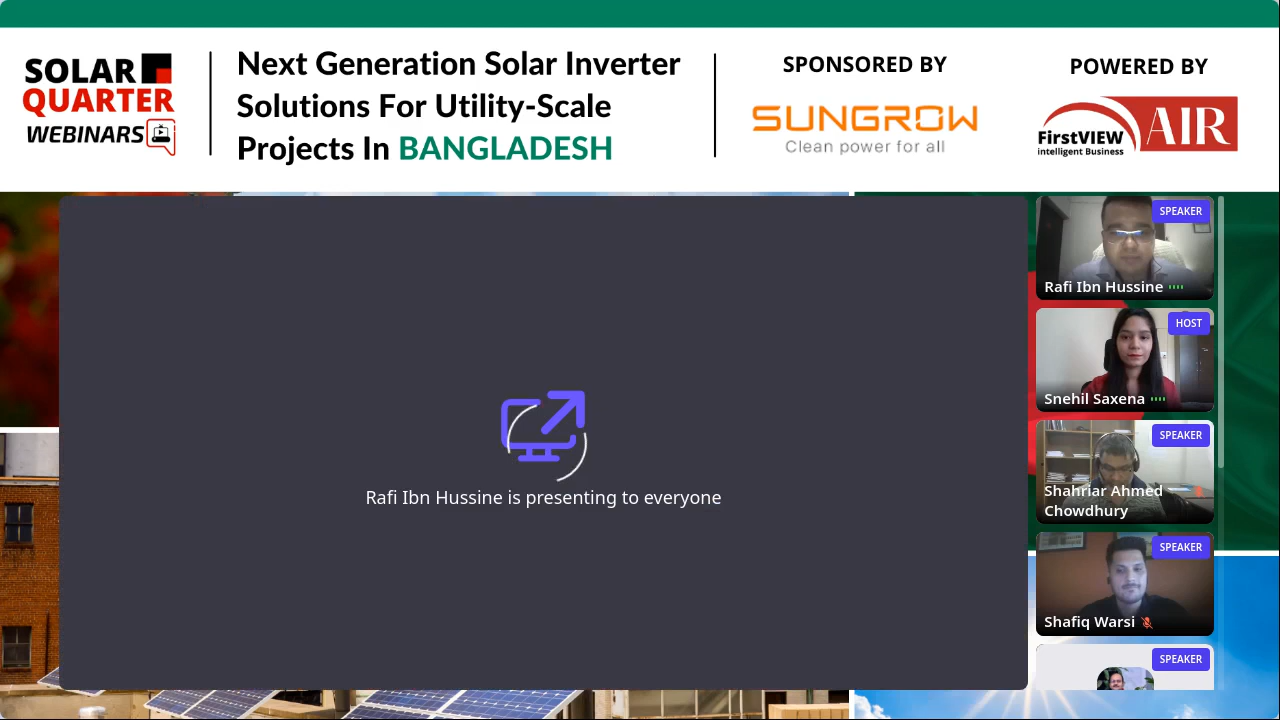 SOLAR
QUARTER
WEBINARS
Next Generation Solar Inverter
Solutions For Utility-Scale
Projects In BANGLADESH
SPONSORED BY
SUNGROW
Clean power for all
POWERED BY
FirstVIEW
intelligent Business
AIR
Rafi Ibn Hussine is presenting to everyone
SPEAKER
Rafi Ibn Hussine
HOST
Snehil Saxena
SPEAKER
Shahriar Ahmed
Chowdhury
SPEAKER
Shafiq Warsi
SPEAKER